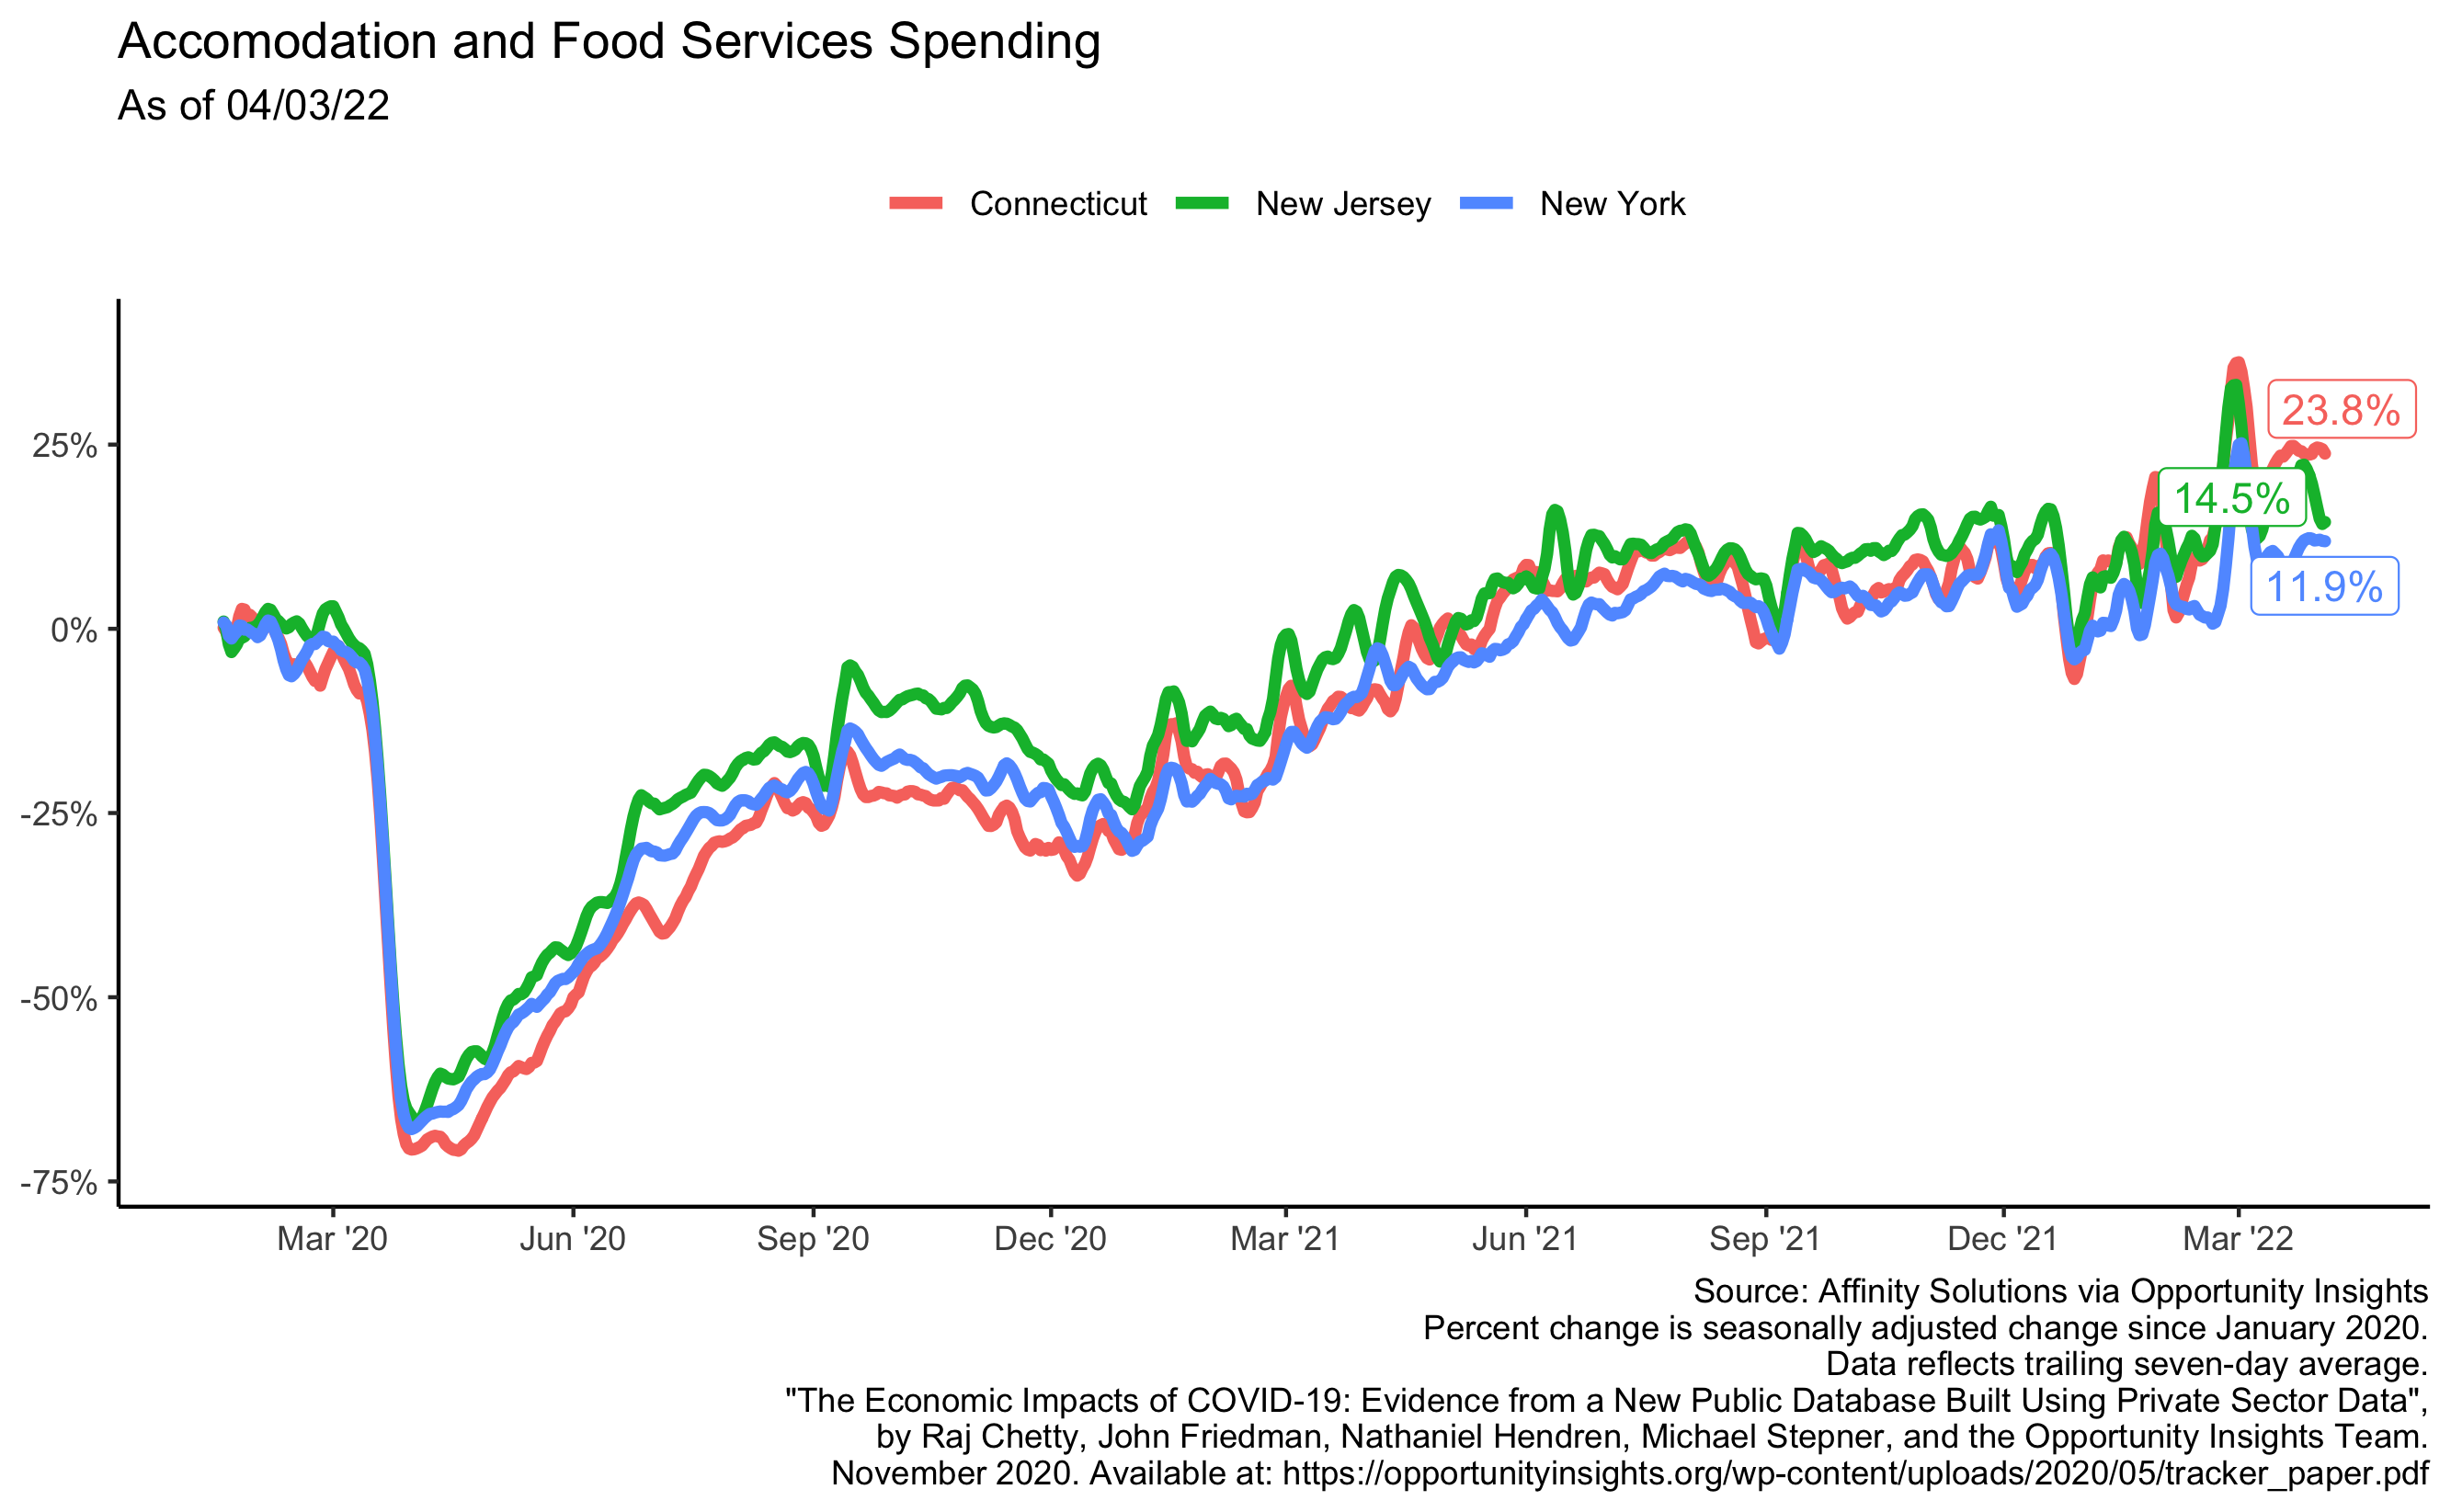 Accomodation and Food Services Spending
As of 04/03/22
Connecticut New Jersey New York
25%
0%
-25%
-50%
-75%
23.8%
14.5%
11.9%
Mar '20 Jun '20 Sep '20 Dec '20 Mar '21 Jun '21 Sep '21 Dec '21 Mar '22
Source: Affinity Solutions via Opportunity Insights
Percent change is seasonally adjusted change since January 2020.
Data reflects trailing seven-day average.
"The Economic Impacts of COVID-19: Evidence from a New Public Database Built Using Private Sector Data",
by Raj Chetty, John Friedman, Nathaniel Hendren, Michael Stepner, and the Opportunity Insights Team.
November 2020. Available at: https://opportunityinsights.org/wp-content/uploads/2020/05/tracker_paper.pdf